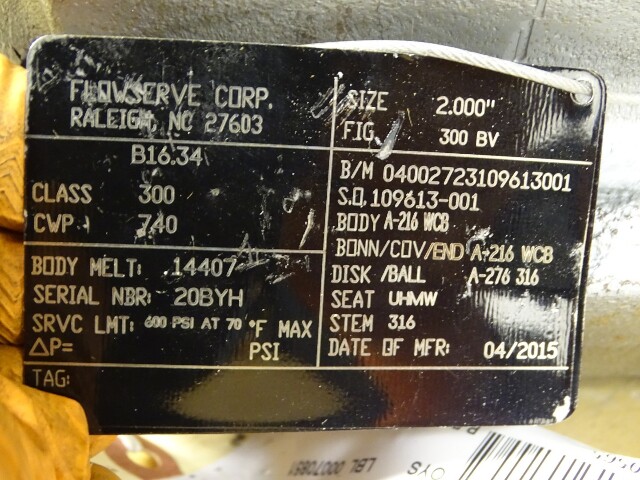 FLOWSERVE CORP.
RALEIGH, NC 27603
B16.34
CLASS 300
CWP 740
BODY MELT: 14407
SERIAL NBR: 20BYH
SRVC LMT: 600 PSI AT 70 °F MAX
ΔP= PSI
TAG:
SIZE 2.000"
FIG. 300 BV
B/M 04002723109613001
S.O. 109613-001
BODY A-216 WCB
BONN/COV/END A-216 WCB
DISK/BALL A-276 316
SEAT UHMW
STEM 316
DATE OF MFR: 04/2015
LBL 00070851
OYS